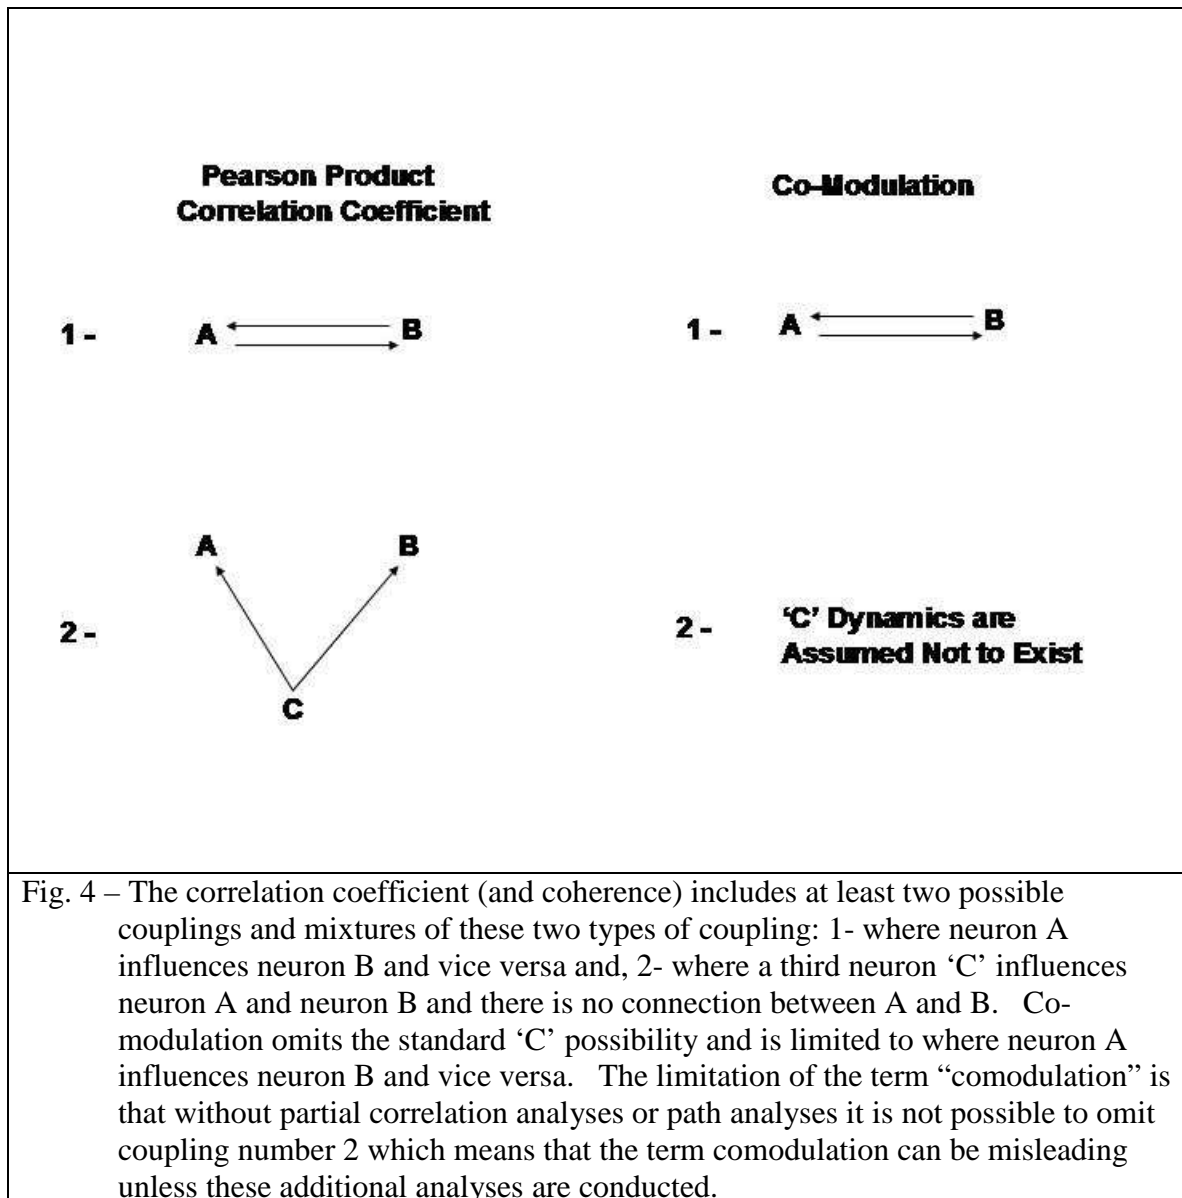 Pearson Product
Correlation Coefficient
Co-Modulation
1 -
A
B
1 -
A
B
2 -
A
B
C
2 -
‘C’ Dynamics are
Assumed Not to Exist
Fig. 4 – The correlation coefficient (and coherence) includes at least two possible
couplings and mixtures of these two types of coupling: 1- where neuron A
influences neuron B and vice versa and, 2- where a third neuron ‘C’ influences
neuron A and neuron B and there is no connection between A and B. Co-
modulation omits the standard ‘C’ possibility and is limited to where neuron A
influences neuron B and vice versa. The limitation of the term “comodulation” is
that without partial correlation analyses or path analyses it is not possible to omit
coupling number 2 which means that the term comodulation can be misleading
unless these additional analyses are conducted.